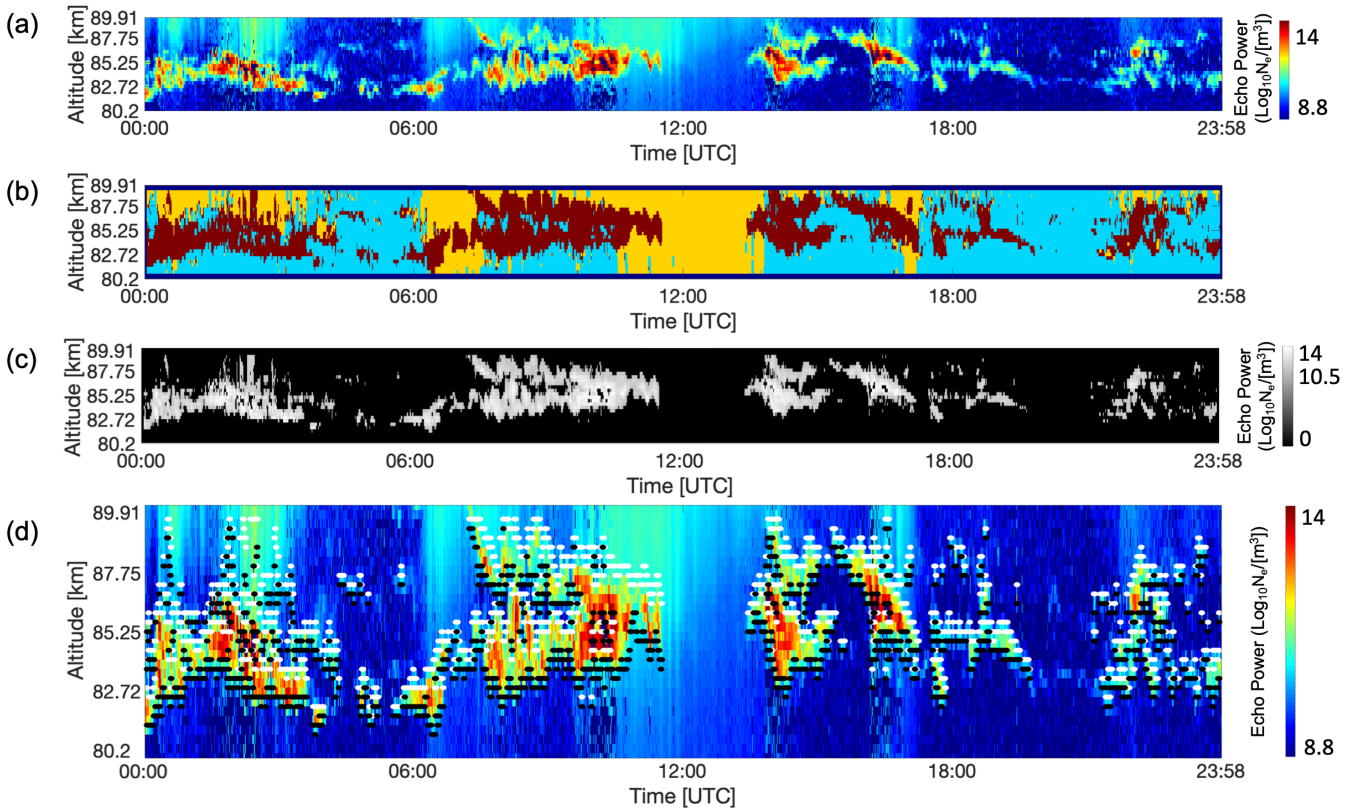 (a)
Altitude [km]
89.91
87.75
85.25
82.72
80.2
00:00
06:00
12:00
18:00
23:58
Time [UTC]
Echo Power
(Log₁₀Nₑ/[m³])
14
8.8
(b)
Altitude [km]
89.91
87.75
85.25
82.72
80.2
00:00
06:00
12:00
18:00
23:58
Time [UTC]
(c)
Altitude [km]
89.91
87.75
85.25
82.72
80.2
00:00
06:00
12:00
18:00
23:58
Time [UTC]
Echo Power
(Log₁₀Nₑ/[m³])
14
10.5
0
(d)
Altitude [km]
89.91
87.75
85.25
82.72
80.2
00:00
06:00
12:00
18:00
23:58
Time [UTC]
Echo Power (Log₁₀Nₑ/[m³])
14
8.8